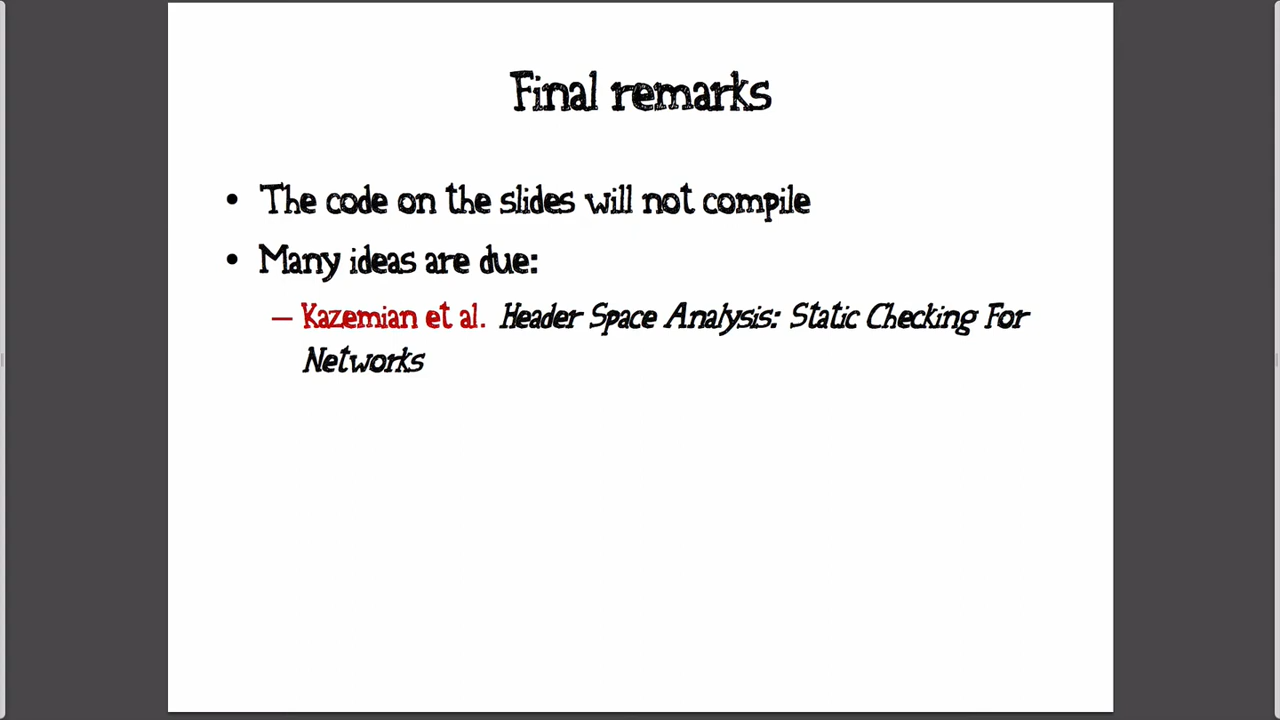 Final remarks
• The code on the slides will not compile
• Many ideas are due:
– Kazemian et al. Header Space Analysis: Static Checking For
Networks